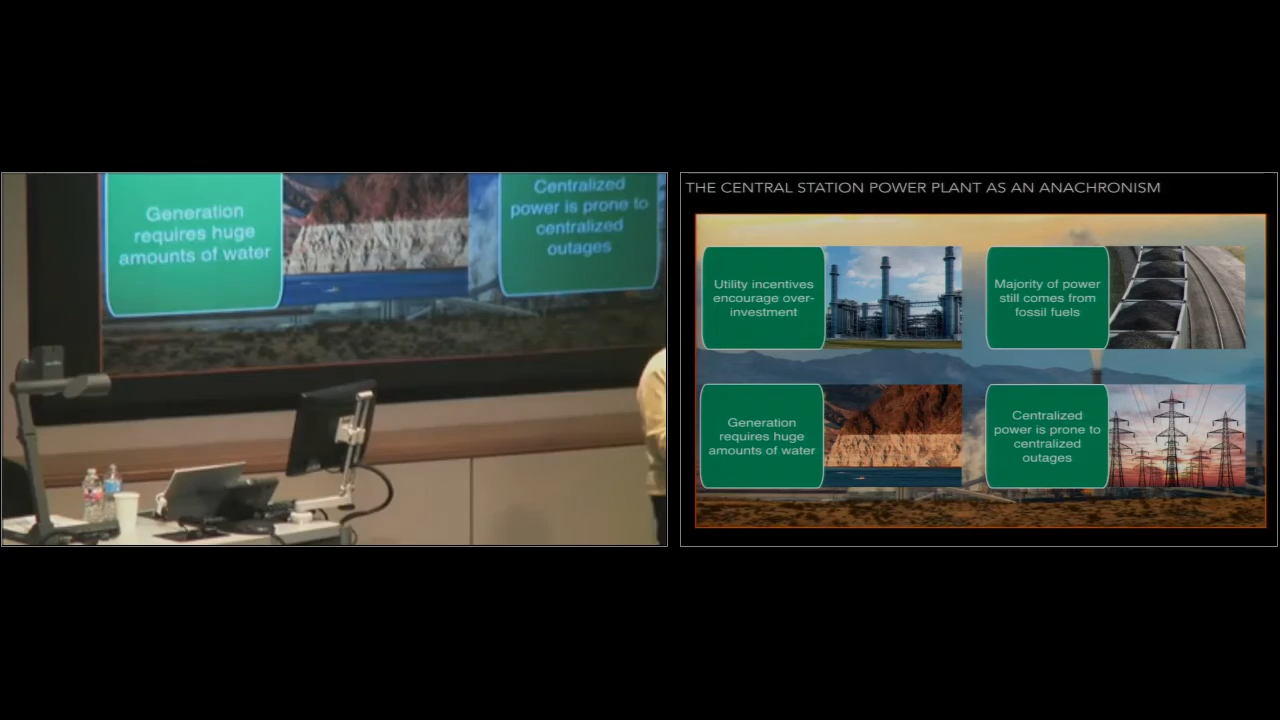 Generation
requires huge
amounts of water
Centralized
power is prone to
centralized
outages
THE CENTRAL STATION POWER PLANT AS AN ANACHRONISM
Utility incentives
encourage over-
investment
Majority of power
still comes from
fossil fuels
Generation
requires huge
amounts of water
Centralized
power is prone to
centralized
outages